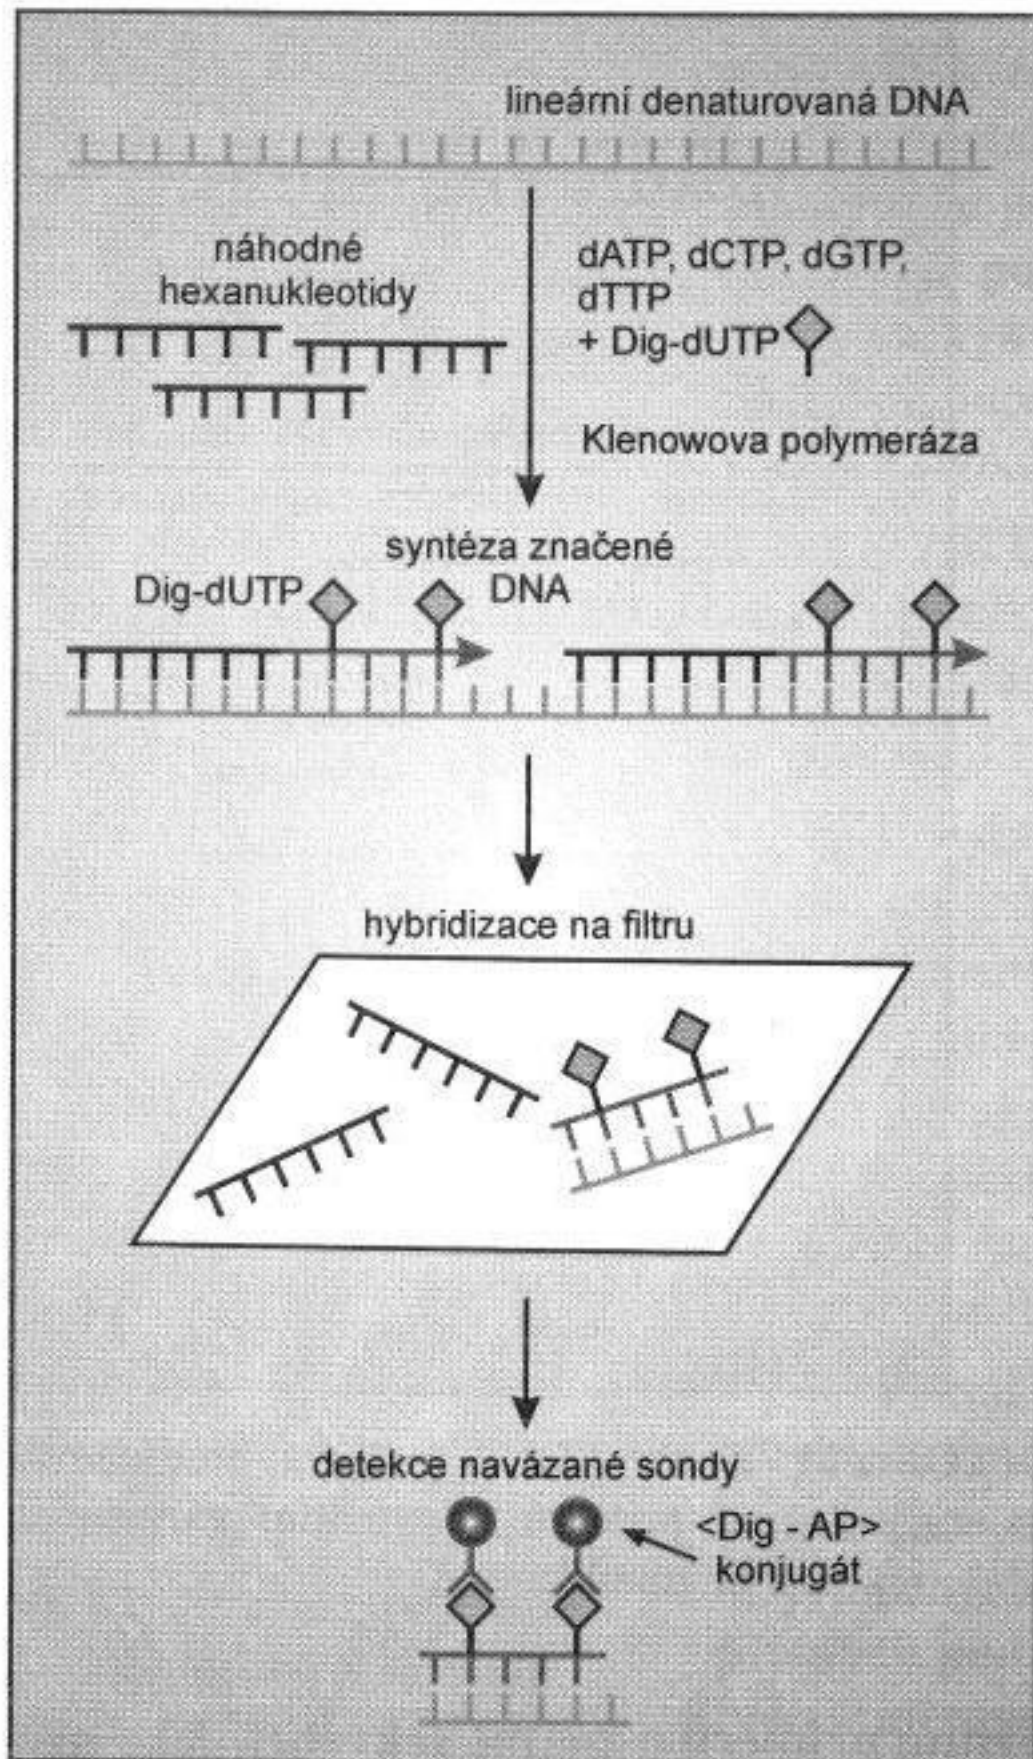 lineární denaturovaná DNA
náhodné
hexanukleotidy
dATP, dCTP, dGTP,
dTTP
+ Dig-dUTP
Klenowova polymeráza
syntéza značené
DNA
Dig-dUTP
hybridizace na filtru
detekce navázané sondy
<Dig - AP>
konjugát